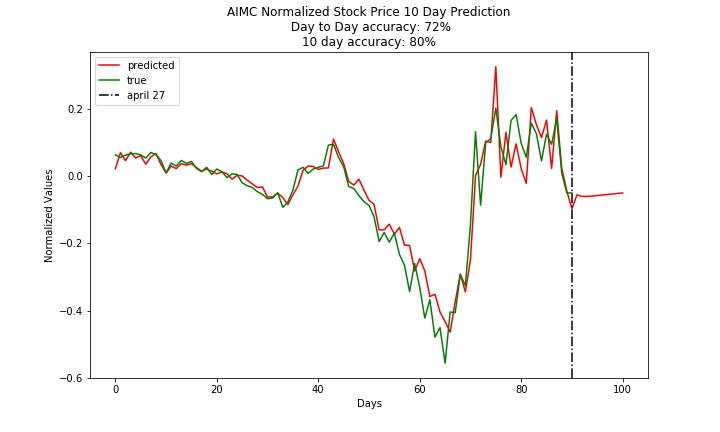 AIMC Normalized Stock Price 10 Day Prediction
Day to Day accuracy: 72%
10 day accuracy: 80%
predicted
true
april 27
Normalized Values
0.2
0.0
−0.2
−0.4
−0.6
0
20
40
60
80
100
Days